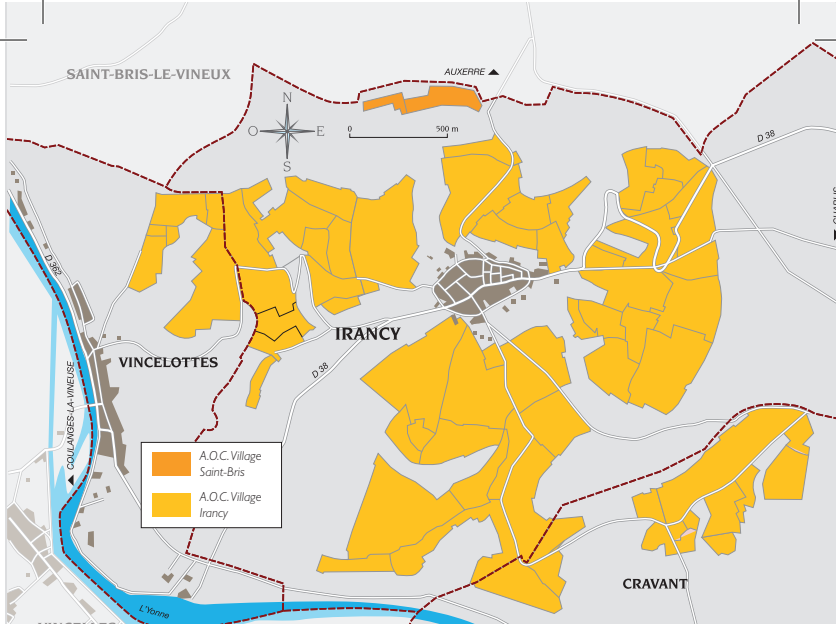 SAINT-BRIS-LE-VINEUX
AUXERRE
N
O E
S
0 500 m
D 38
D 362
IRANCY
VINCELOTTES
D 38
COULANGES-LA-VINEUSE
A.O.C. Village
Saint-Bris
A.O.C. Village
Irancy
CRAVANT
L'Yonne